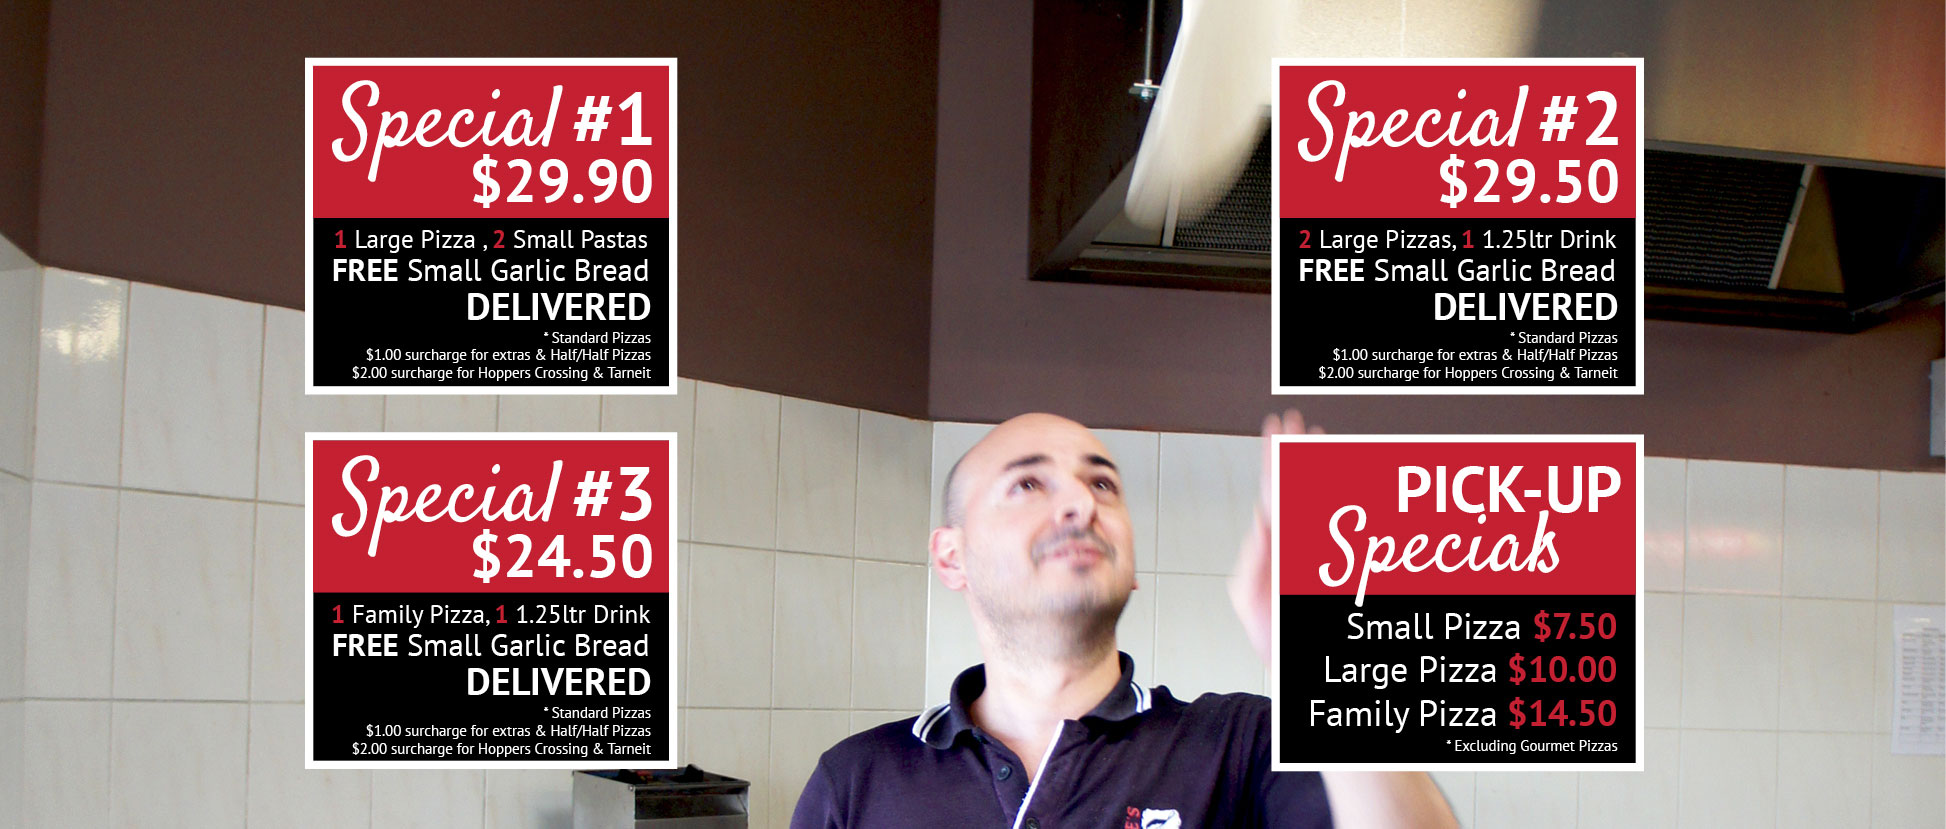 Special #1
$29.90
1 Large Pizza , 2 Small Pastas
FREE Small Garlic Bread
DELIVERED
* Standard Pizzas
$1.00 surcharge for extras & Half/Half Pizzas
$2.00 surcharge for Hoppers Crossing & Tarneit
Special #2
$29.50
2 Large Pizzas, 1 1.25ltr Drink
FREE Small Garlic Bread
DELIVERED
* Standard Pizzas
$1.00 surcharge for extras & Half/Half Pizzas
$2.00 surcharge for Hoppers Crossing & Tarneit
Special #3
$24.50
1 Family Pizza, 1 1.25ltr Drink
FREE Small Garlic Bread
DELIVERED
* Standard Pizzas
$1.00 surcharge for extras & Half/Half Pizzas
$2.00 surcharge for Hoppers Crossing & Tarneit
PICK-UP
Specials
Small Pizza $7.50
Large Pizza $10.00
Family Pizza $14.50
* Excluding Gourmet Pizzas